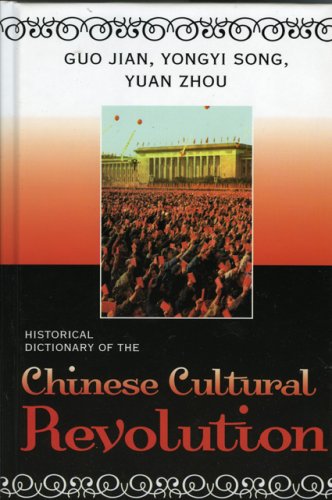 GUO JIAN, YONGYI SONG,
YUAN ZHOU
HISTORICAL
DICTIONARY OF THE
Chinese Cultural
Revolution